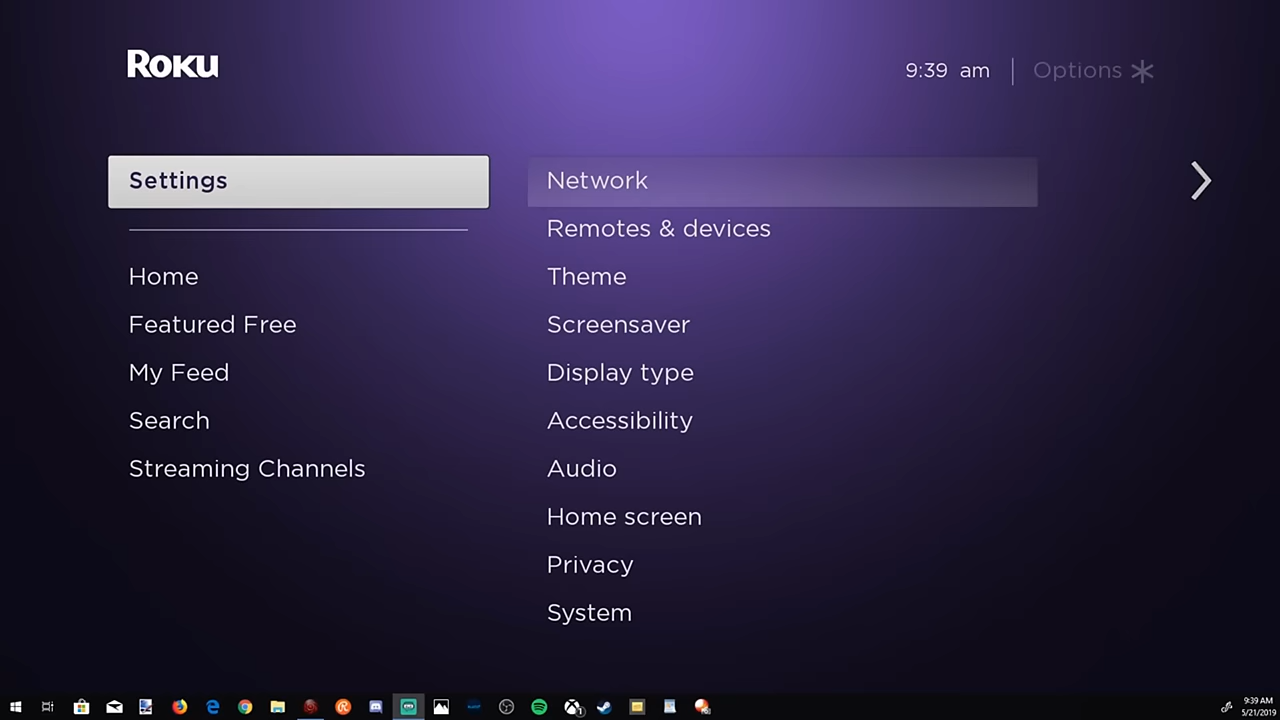 Roku
9:39 am
Options
Settings
Home
Featured Free
My Feed
Search
Streaming Channels
Network
Remotes & devices
Theme
Screensaver
Display type
Accessibility
Audio
Home screen
Privacy
System
9:39 AM
5/21/2019